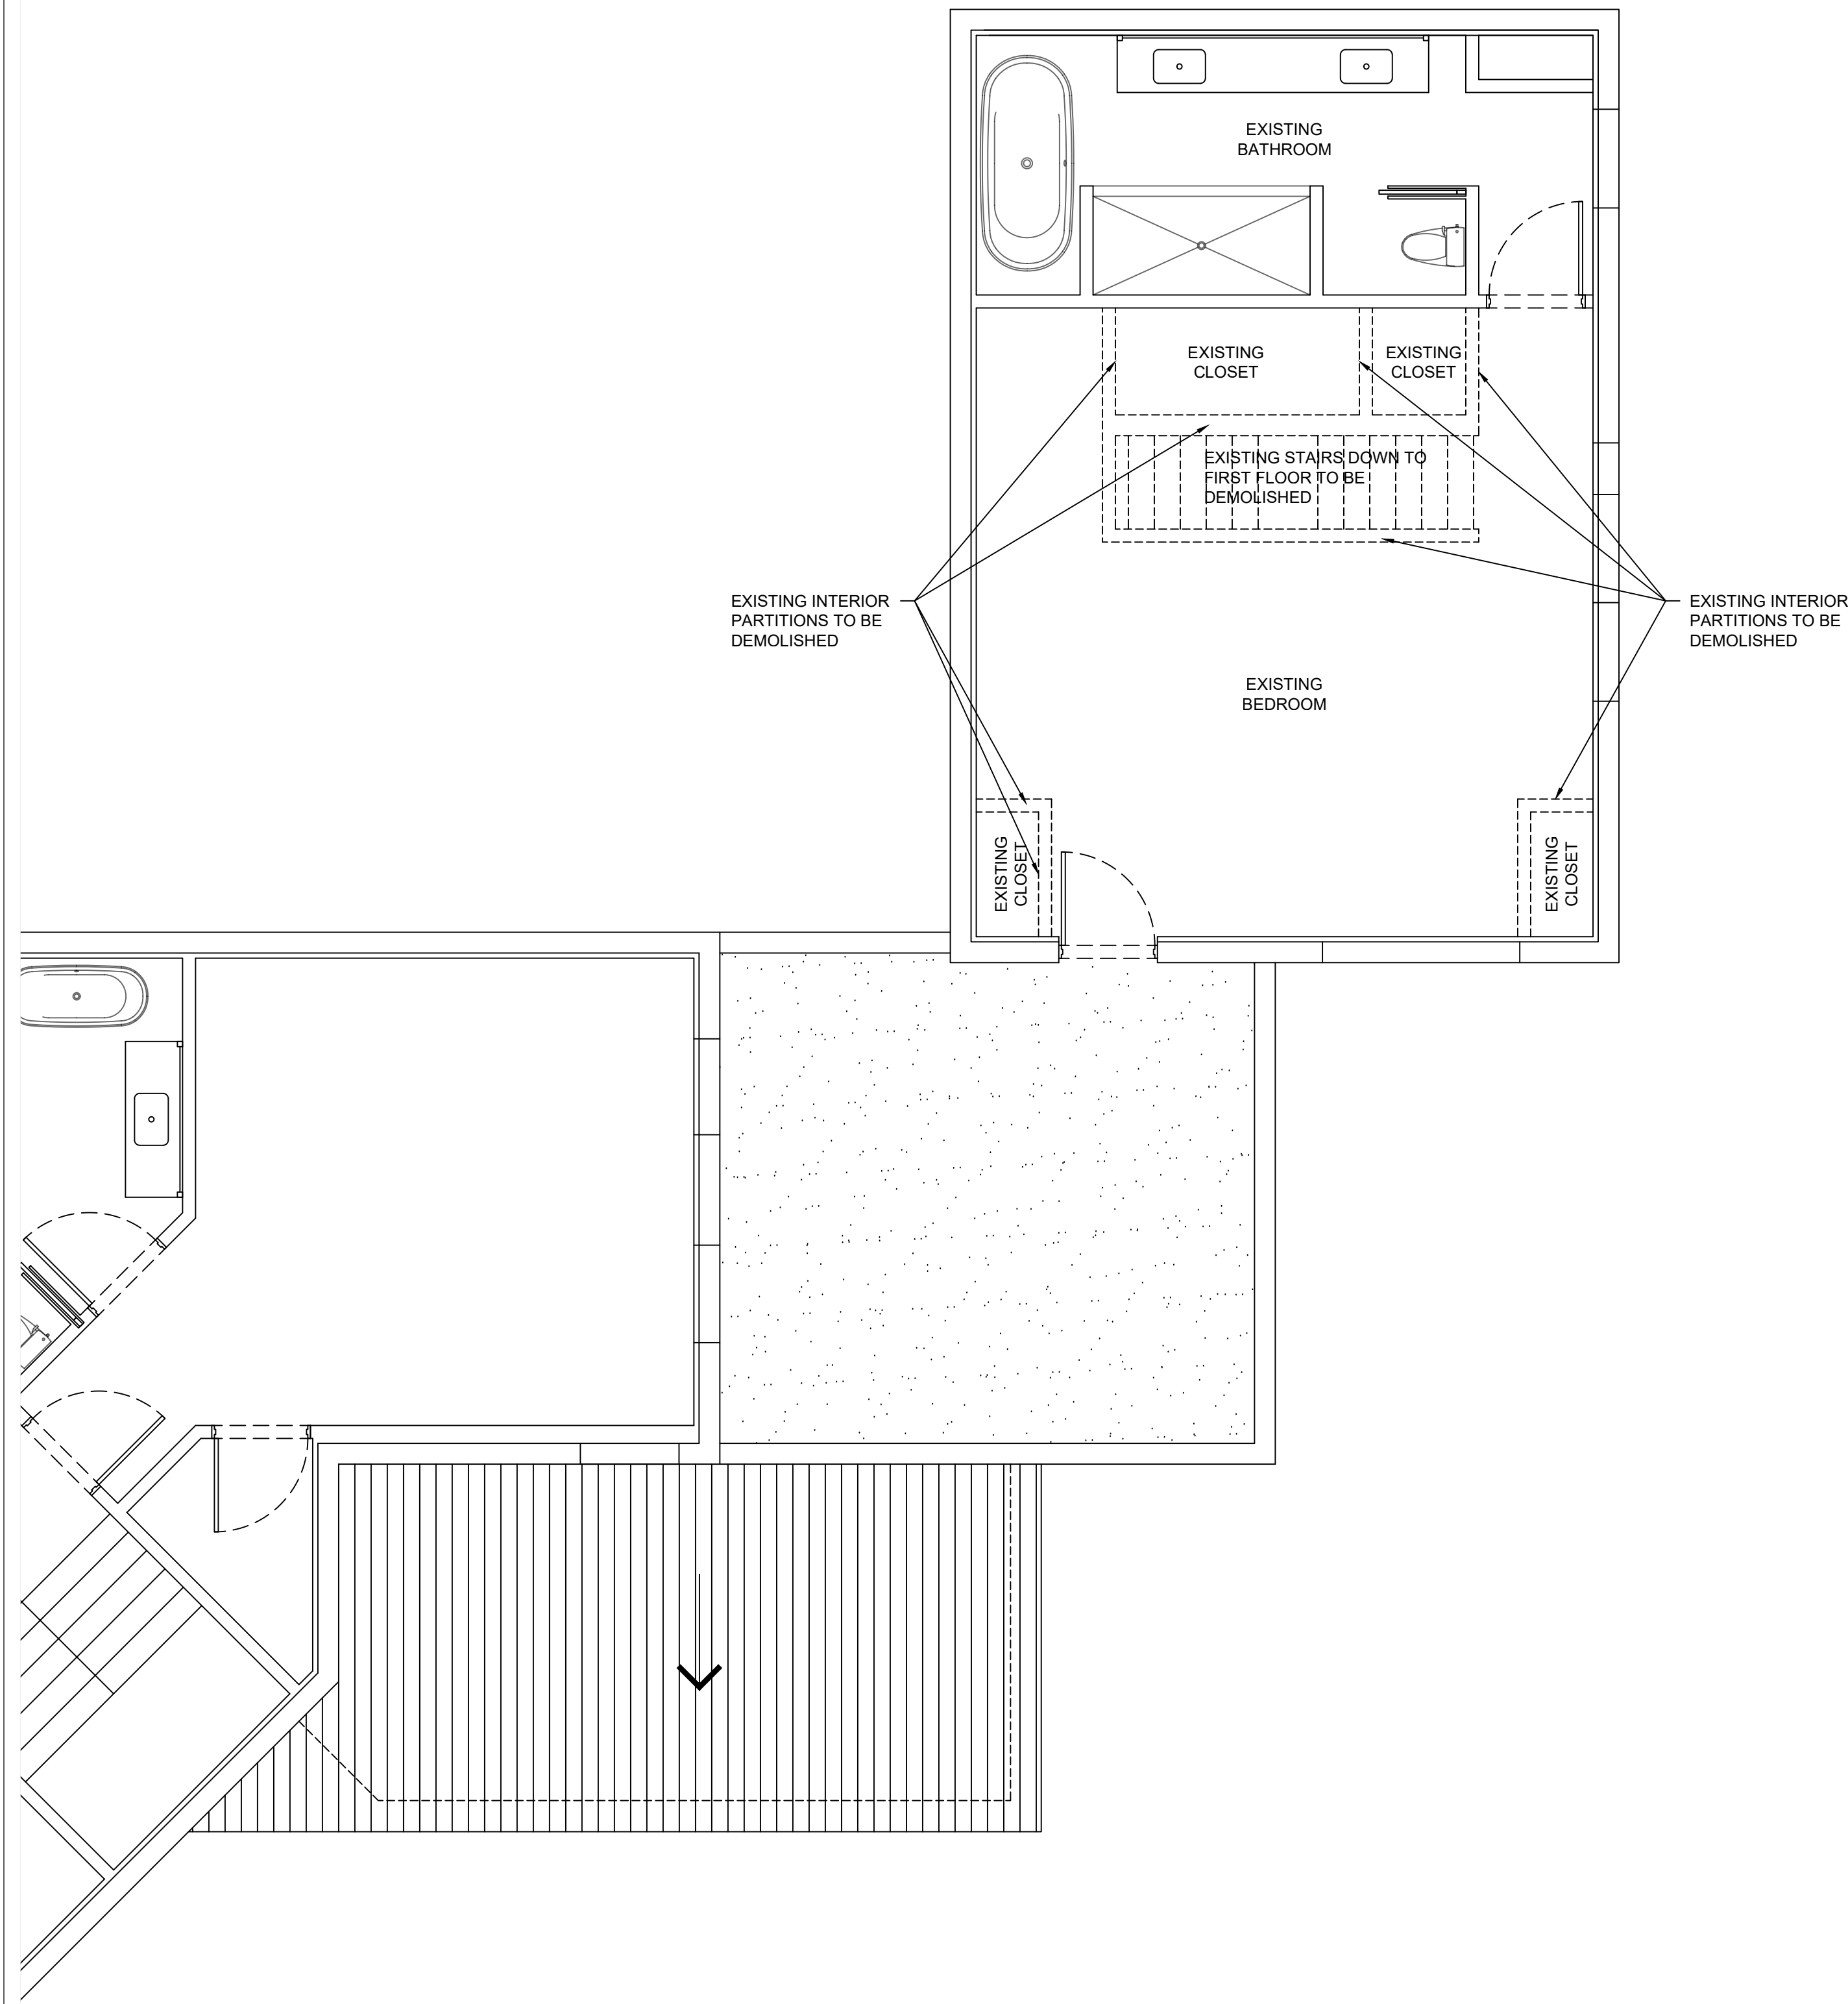 EXISTING
BATHROOM
EXISTING
CLOSET
EXISTING
CLOSET
EXISTING STAIRS DOWN TO
FIRST FLOOR TO BE
DEMOLISHED
EXISTING INTERIOR
PARTITIONS TO BE
DEMOLISHED
EXISTING INTERIOR
PARTITIONS TO BE
DEMOLISHED
EXISTING
BEDROOM
EXISTING
CLOSET
EXISTING
CLOSET